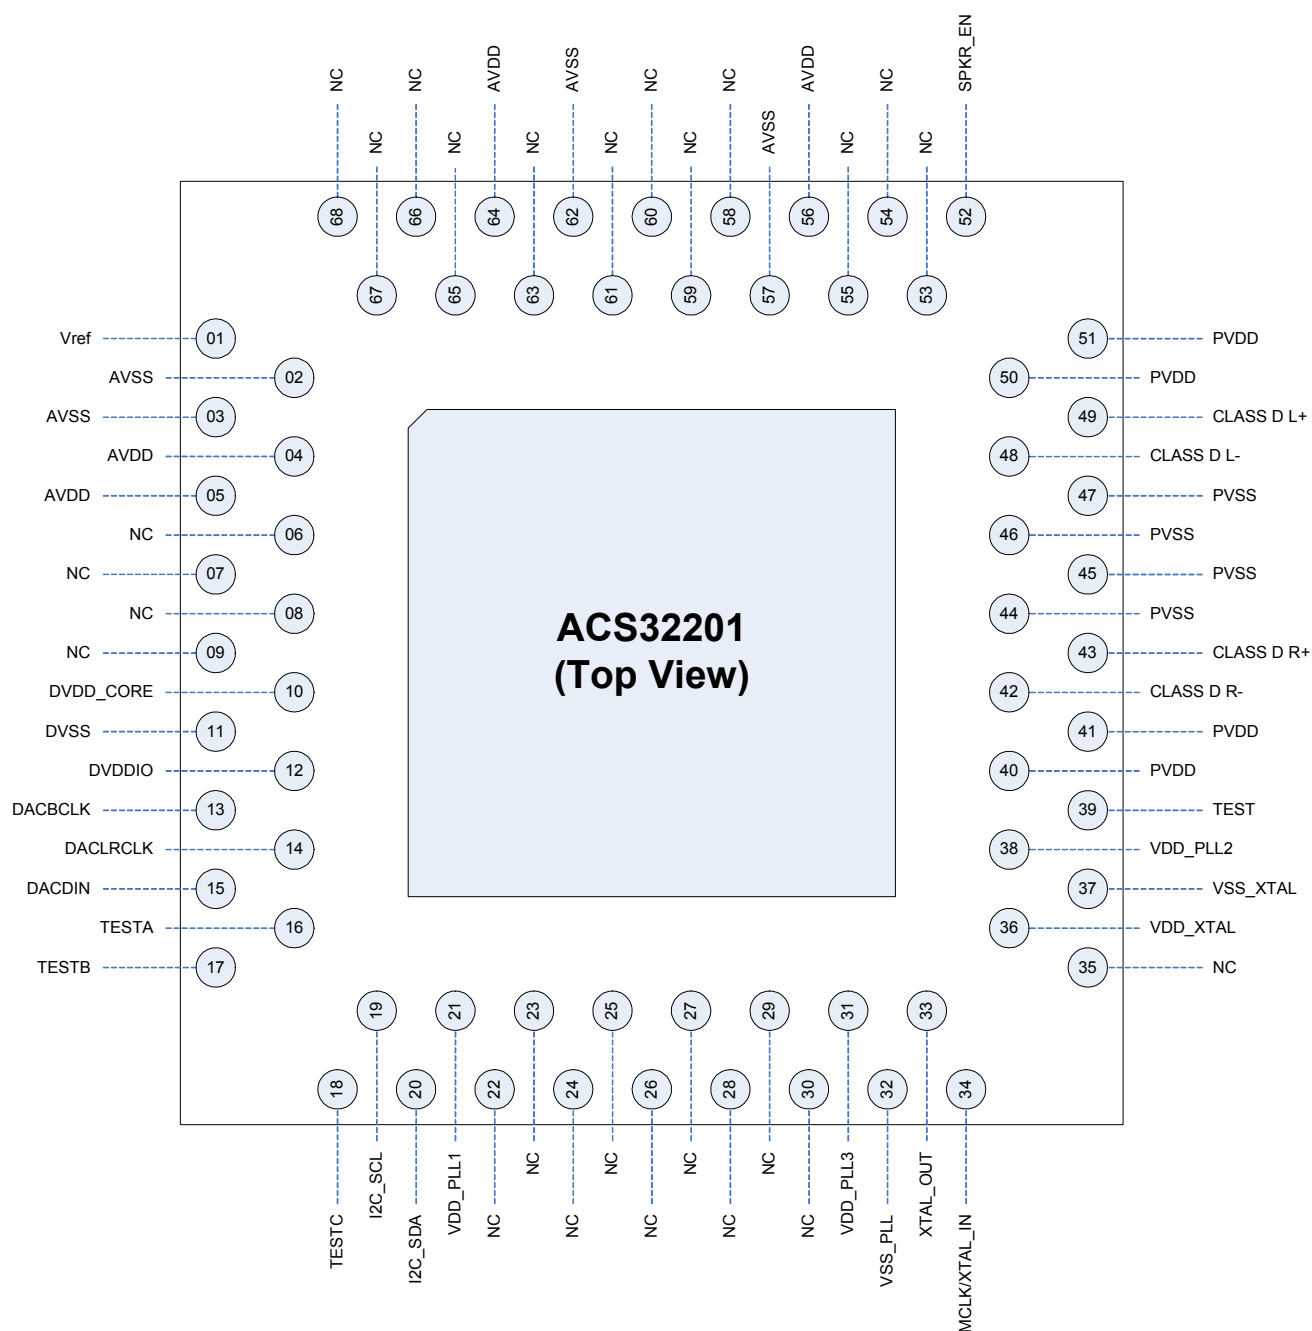 NC
NC
AVDD
AVSS
NC
NC
AVDD
NC
SPKR_EN
NC
NC
NC
NC
NC
AVSS
NC
NC
68
66
64
62
60
58
56
54
52
67
65
63
61
59
57
55
53
Vref 01
AVSS 02
AVSS 03
AVDD 04
AVDD 05
NC 06
NC 07
NC 08
NC 09
DVDD_CORE 10
DVSS 11
DVDDIO 12
DACBCLK 13
DACLRCLK 14
DACDIN 15
TESTA 16
TESTB 17
ACS32201
(Top View)
51 PVDD
50 PVDD
49 CLASS D L+
48 CLASS D L-
47 PVSS
46 PVSS
45 PVSS
44 PVSS
43 CLASS D R+
42 CLASS D R-
41 PVDD
40 PVDD
39 TEST
38 VDD_PLL2
37 VSS_XTAL
36 VDD_XTAL
35 NC
19
21
23
25
27
29
31
33
18
20
22
24
26
28
30
32
34
I2C_SCL
VDD_PLL1
NC
NC
NC
NC
VDD_PLL3
XTAL_OUT
TESTC
I2C_SDA
NC
NC
NC
NC
NC
VSS_PLL
MCLK/XTAL_IN